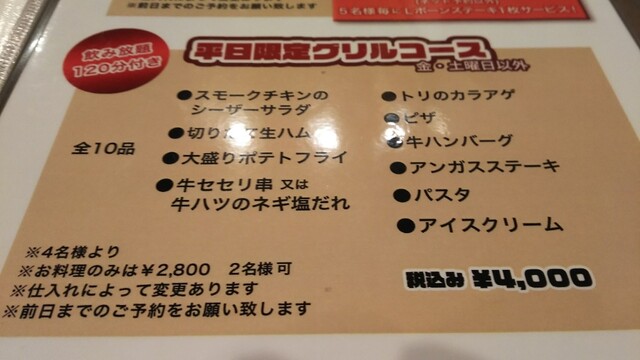 ※前日までのご予約をお願い致します
5名様毎にLボーンステーキ1枚サービス！
飲み放題
120分付き
平日限定グリルコース
金・土曜日以外
全10品
●スモークチキンの
シーザーサラダ
●切りたて生ハム
●大盛りポテトフライ
●牛セセリ串 又は
牛ハツのネギ塩だれ
●トリのカラアゲ
●ピザ
●牛ハンバーグ
●アンガスステーキ
●パスタ
●アイスクリーム
※4名様より
※お料理のみは￥2,800 2名様可
※仕入れによって変更あります
※前日までのご予約をお願い致します
税込み ￥4,000